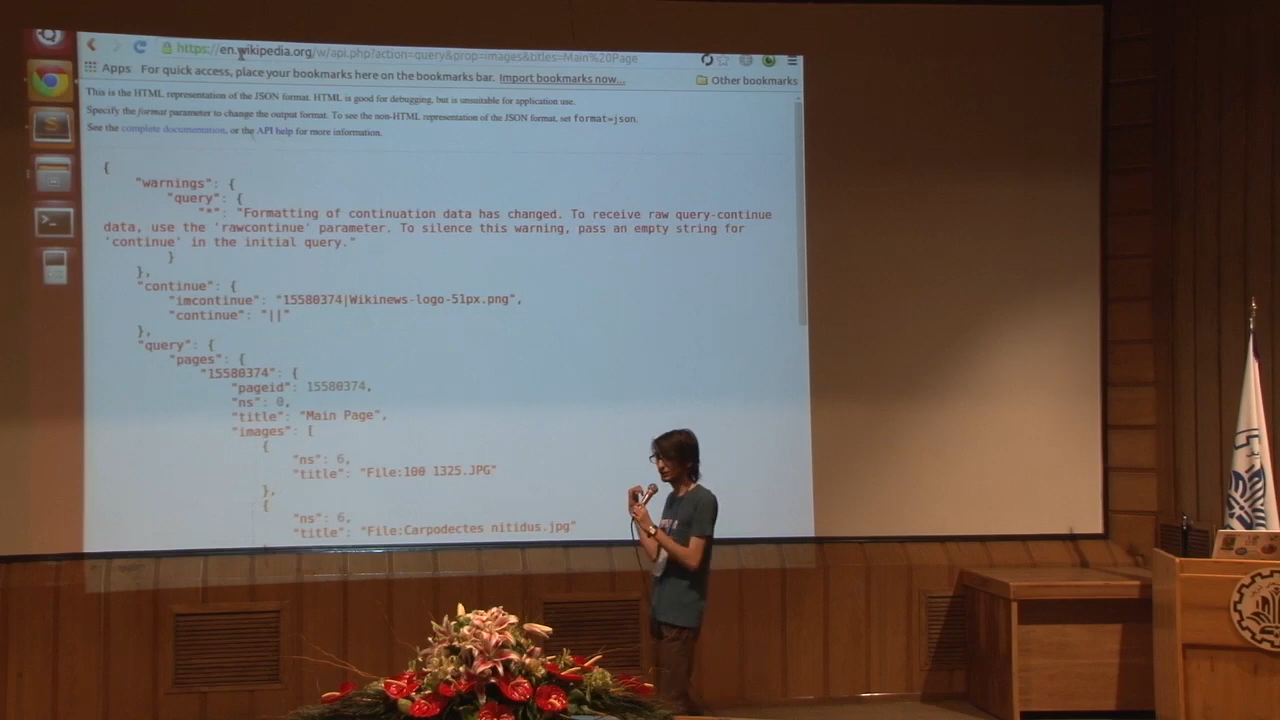 https://en.wikipedia.org/w/api.php?action=query&prop=images&titles=Main%20Page
Apps For quick access, place your bookmarks here on the bookmarks bar. Import bookmarks now... Other bookmarks
This is the HTML representation of the JSON format. HTML is good for debugging, but is unsuitable for application use.
Specify the format parameter to change the output format. To see the non-HTML representation of the JSON format, set format=json.
See the complete documentation, or the API help for more information.
{
"warnings": {
"query": {
"*": "Formatting of continuation data has changed. To receive raw query-continue
data, use the 'rawcontinue' parameter. To silence this warning, pass an empty string for
'continue' in the initial query."
}
},
"continue": {
"imcontinue": "15580374|Wikinews-logo-51px.png",
"continue": "||"
},
"query": {
"pages": {
"15580374": {
"pageid": 15580374,
"ns": 0,
"title": "Main Page",
"images": [
{
"ns": 6,
"title": "File:100 1325.JPG"
},
{
"ns": 6,
"title": "File:Carpodectes nitidus.jpg"